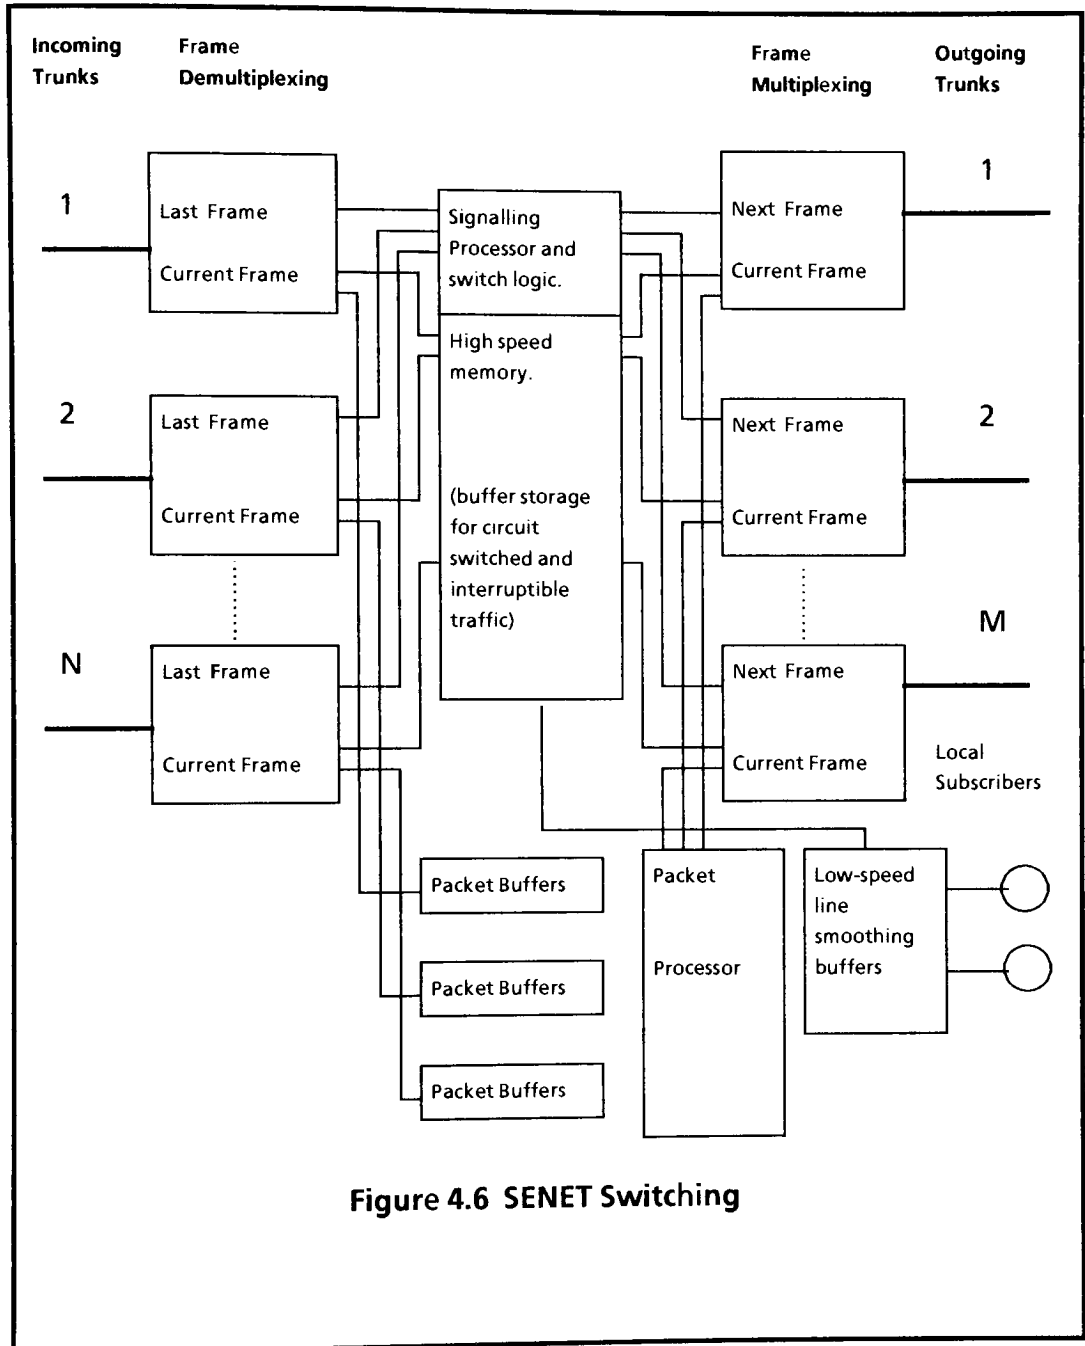 Incoming
Trunks
Frame
Demultiplexing
Frame
Multiplexing
Outgoing
Trunks
1
Last Frame
Current Frame
Signalling
Processor and
switch logic.
High speed
memory.
(buffer storage
for circuit
switched and
interruptible
traffic)
Next Frame
Current Frame
1
2
Last Frame
Current Frame
Next Frame
Current Frame
2
N
Last Frame
Current Frame
Next Frame
Current Frame
M
Local
Subscribers
Packet Buffers
Packet Buffers
Packet Buffers
Packet
Processor
Low-speed
line
smoothing
buffers
Figure 4.6 SENET Switching